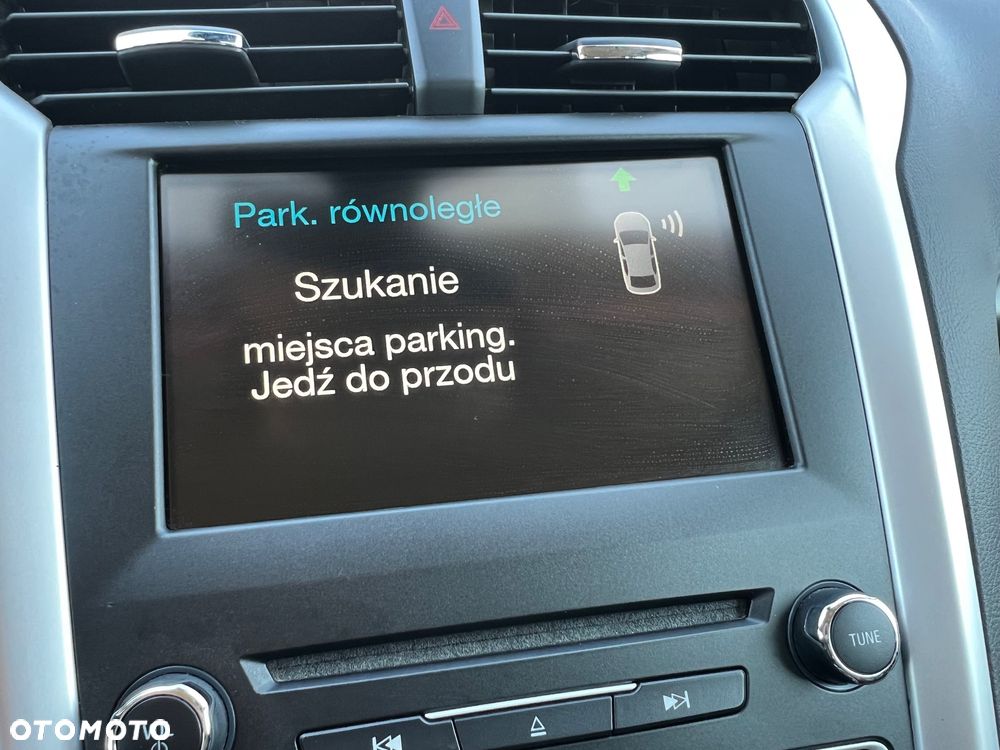 Park. równoległe
Szukanie
miejsca parking.
Jedź do przodu
TUNE
OTOMOTO